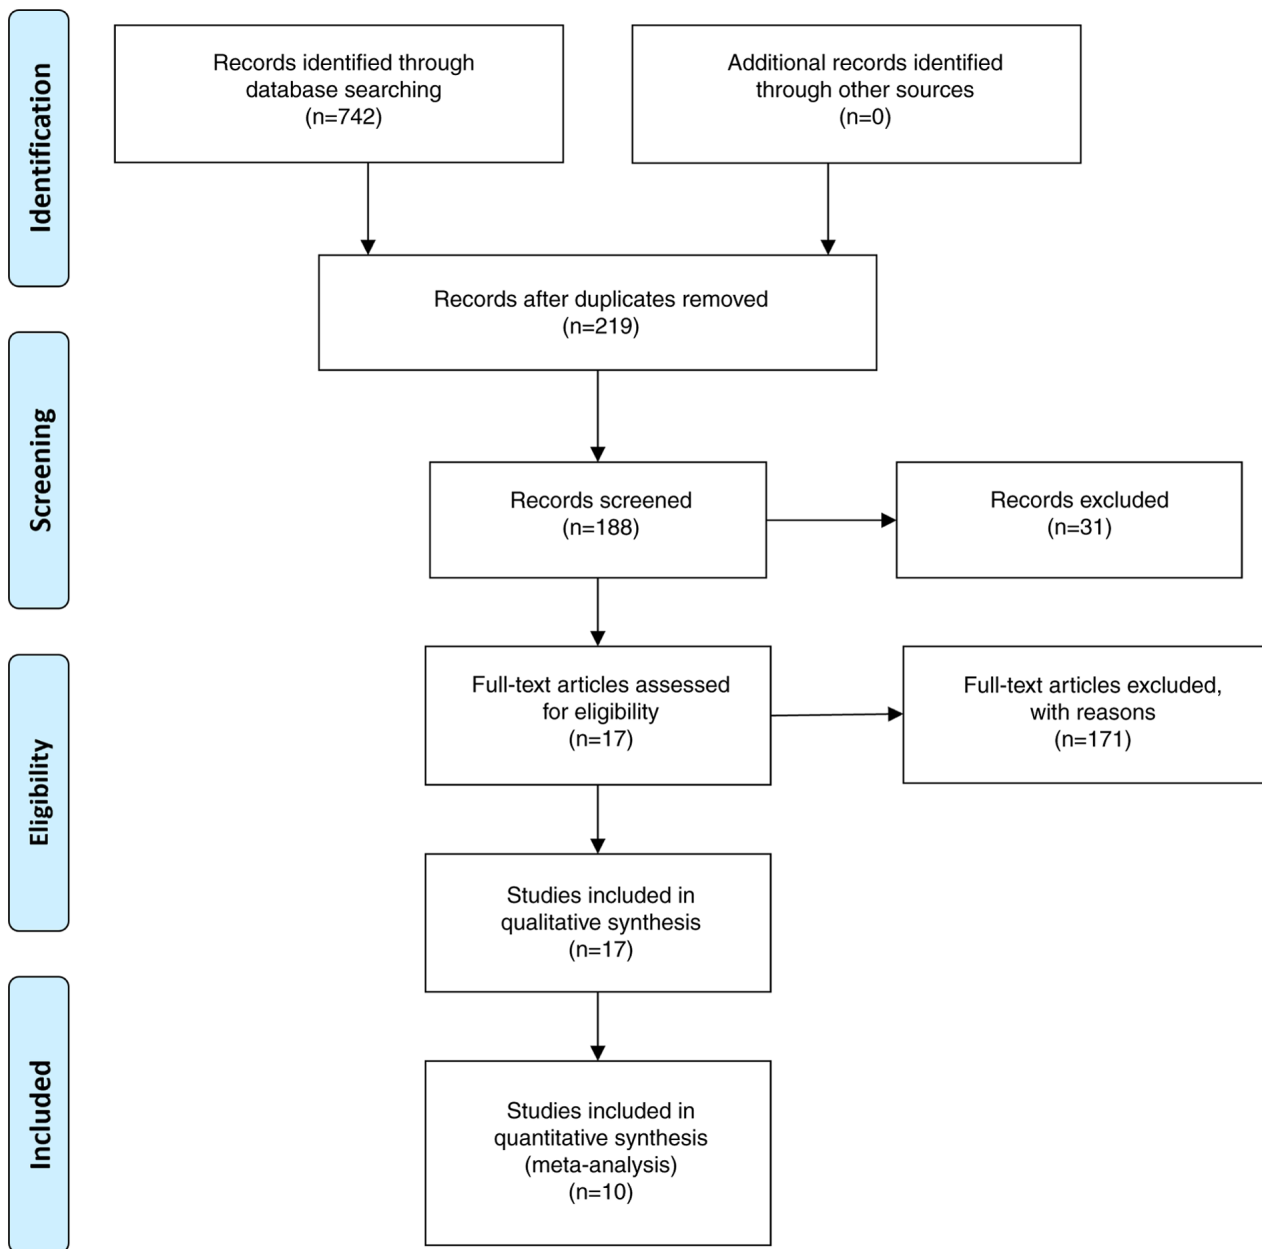 Identification
Records identified through
database searching
(n=742)
Additional records identified
through other sources
(n=0)
Records after duplicates removed
(n=219)
Screening
Records screened
(n=188)
Records excluded
(n=31)
Eligibility
Full-text articles assessed
for eligibility
(n=17)
Full-text articles excluded,
with reasons
(n=171)
Studies included in
qualitative synthesis
(n=17)
Included
Studies included in
quantitative synthesis
(meta-analysis)
(n=10)